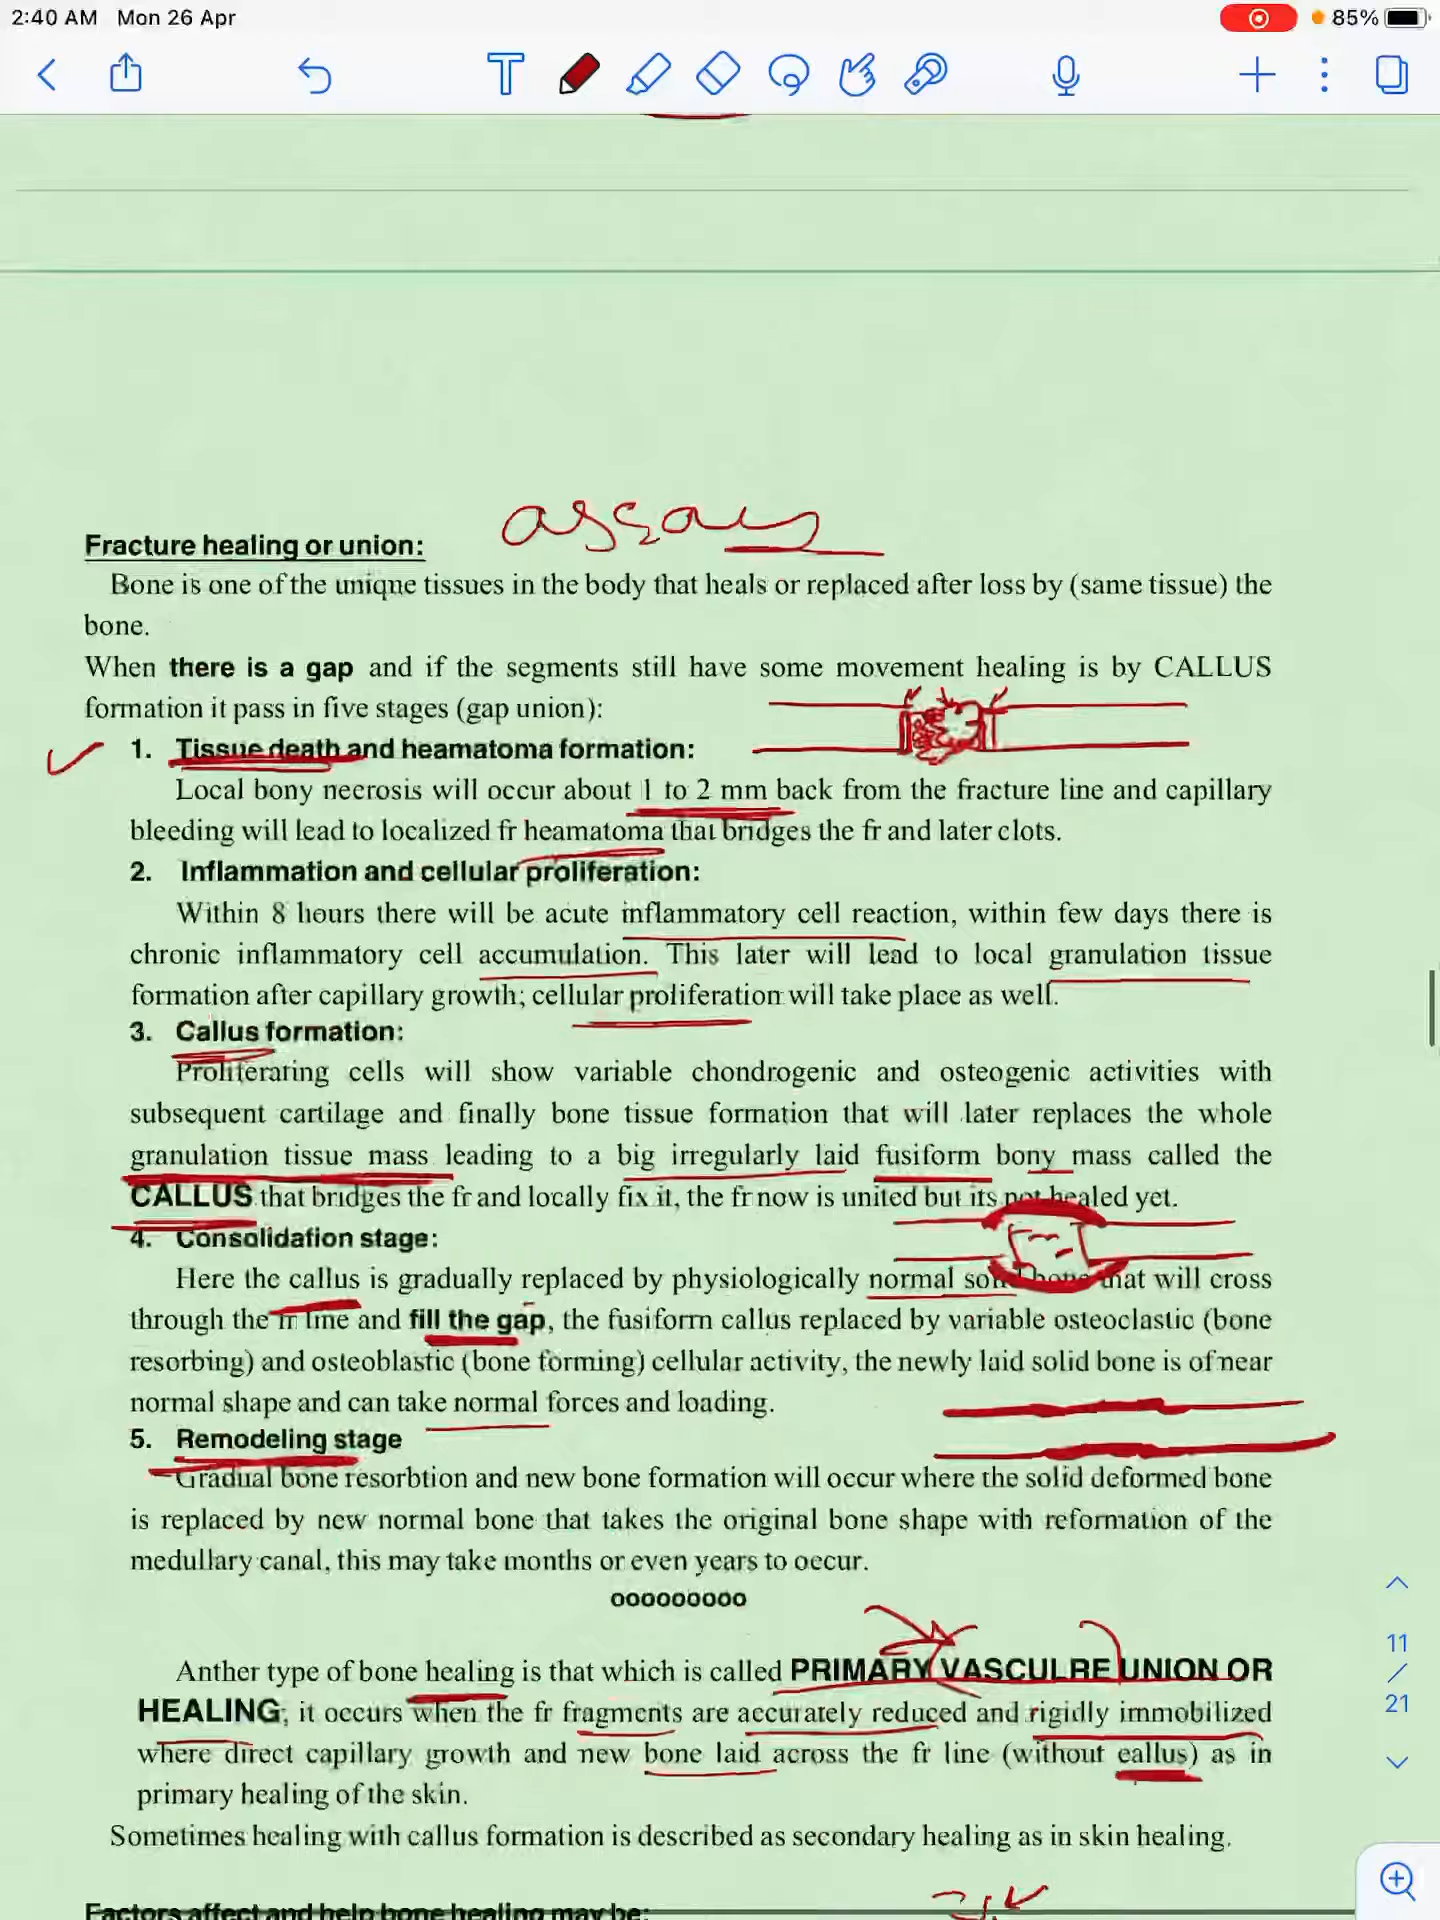 2:40 AM Mon 26 Apr
85%
Fracture healing or union:
Bone is one of the unique tissues in the body that heals or replaced after loss by (same tissue) the
bone.
When there is a gap and if the segments still have some movement healing is by CALLUS
formation it pass in five stages (gap union):
1. Tissue death and heamatoma formation:
Local bony necrosis will occur about 1 to 2 mm back from the fracture line and capillary
bleeding will lead to localized fr heamatoma that bridges the fr and later clots.
2. Inflammation and cellular proliferation:
Within 8 hours there will be acute inflammatory cell reaction, within few days there is
chronic inflammatory cell accumulation. This later will lead to local granulation tissue
formation after capillary growth; cellular proliferation will take place as well.
3. Callus formation:
Proliferating cells will show variable chondrogenic and osteogenic activities with
subsequent cartilage and finally bone tissue formation that will later replaces the whole
granulation tissue mass leading to a big irregularly laid fusiform bony mass called the
CALLUS that bridges the fr and locally fix it, the fr now is united but its not healed yet.
4. Consolidation stage:
Here the callus is gradually replaced by physiologically normal solid bone that will cross
through the fr line and fill the gap, the fusiform callus replaced by variable osteoclastic (bone
resorbing) and osteoblastic (bone forming) cellular activity, the newly laid solid bone is of near
normal shape and can take normal forces and loading.
5. Remodeling stage
Gradual bone resorbtion and new bone formation will occur where the solid deformed bone
is replaced by new normal bone that takes the original bone shape with reformation of the
medullary canal, this may take months or even years to occur.
ooooooooo
Anther type of bone healing is that which is called PRIMARY VASCULRE UNION OR
HEALING; it occurs when the fr fragments are accurately reduced and rigidly immobilized
where direct capillary growth and new bone laid across the fr line (without callus) as in
primary healing of the skin.
Sometimes healing with callus formation is described as secondary healing as in skin healing.
Factors affect and help bone healing may be:
11
/
21